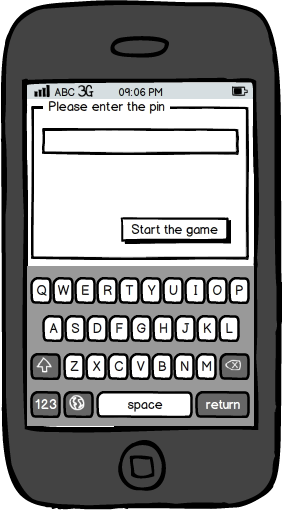 ABC 3G 09:06 PM
Please enter the pin
Start the game
Q W E R T Y U I O P
A S D F G H J K L
Z X C V B N M
123 space return